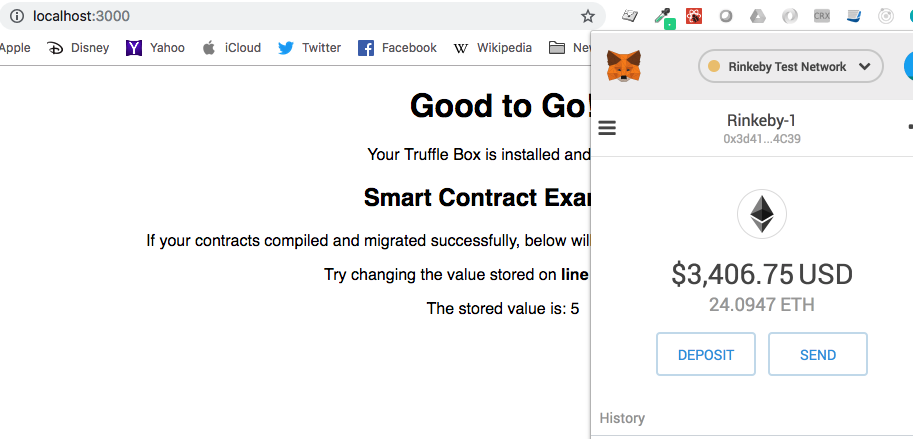 localhost:3000
Apple Disney Yahoo iCloud Twitter Facebook Wikipedia Ne
Good to Go!
Your Truffle Box is installed and
Smart Contract Exa
If your contracts compiled and migrated successfully, below will
Try changing the value stored on line
The stored value is: 5
CRX
Rinkeby Test Network
Rinkeby-1
0x3d41...4C39
$3,406.75 USD
24.0947 ETH
DEPOSIT SEND
History